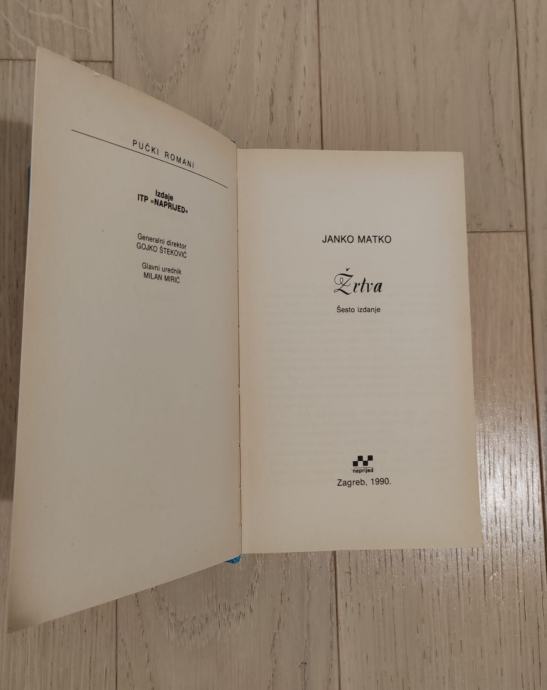 PUČKI ROMANI
Izdaje
ITP »NAPRIJED«
Generalni direktor
GOJKO ŠTEKOVIĆ
Glavni urednik
MILAN MIRIĆ
JANKO MATKO
Žrtva
Šesto izdanje
naprijed
Zagreb, 1990.